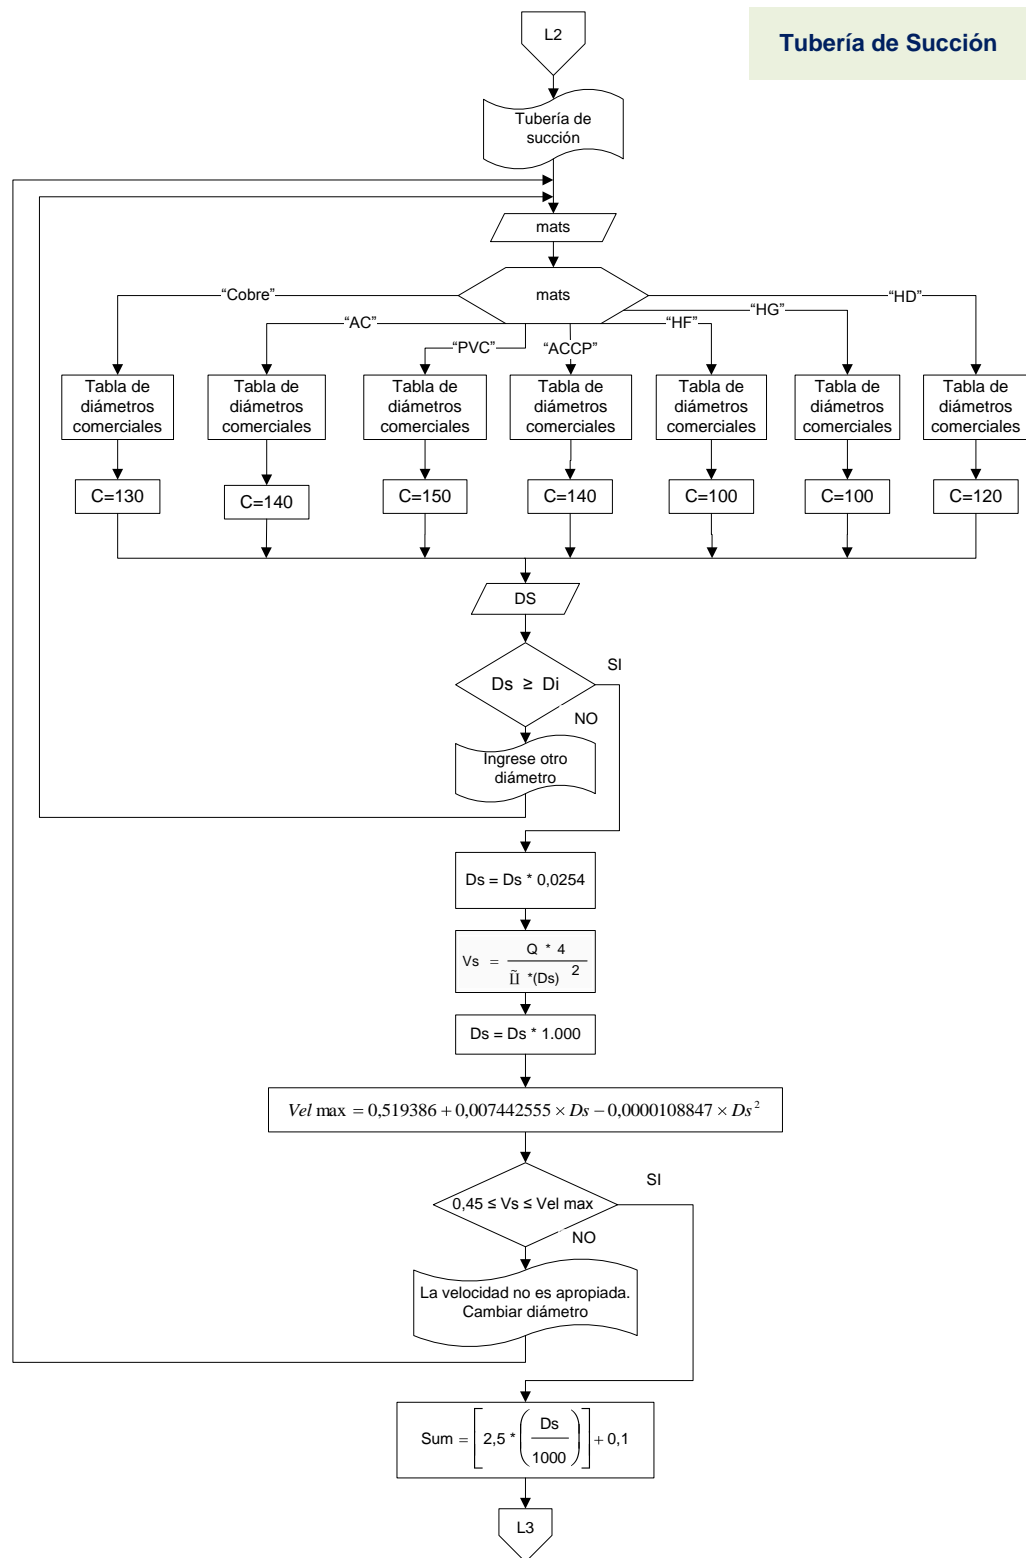 L2
Tubería de Succión
Tubería de
succión
mats
mats
“Cobre”
“AC”
“PVC”
“ACCP”
“HF”
“HG”
“HD”
Tabla de
diámetros
comerciales
Tabla de
diámetros
comerciales
Tabla de
diámetros
comerciales
Tabla de
diámetros
comerciales
Tabla de
diámetros
comerciales
Tabla de
diámetros
comerciales
Tabla de
diámetros
comerciales
C=130
C=140
C=150
C=140
C=100
C=100
C=120
DS
Ds ≥ Di
SI
NO
Ingrese otro
diámetro
Ds = Ds * 0,0254
Vs = Q * 4 / Π̃ *(Ds) 2
Ds = Ds * 1.000
Vel max = 0,519386 + 0,007442555 × Ds − 0,0000108847 × Ds²
0,45 ≤ Vs ≤ Vel max
SI
NO
La velocidad no es apropiada.
Cambiar diámetro
Sum = [2,5 * (Ds / 1000)] + 0,1
L3